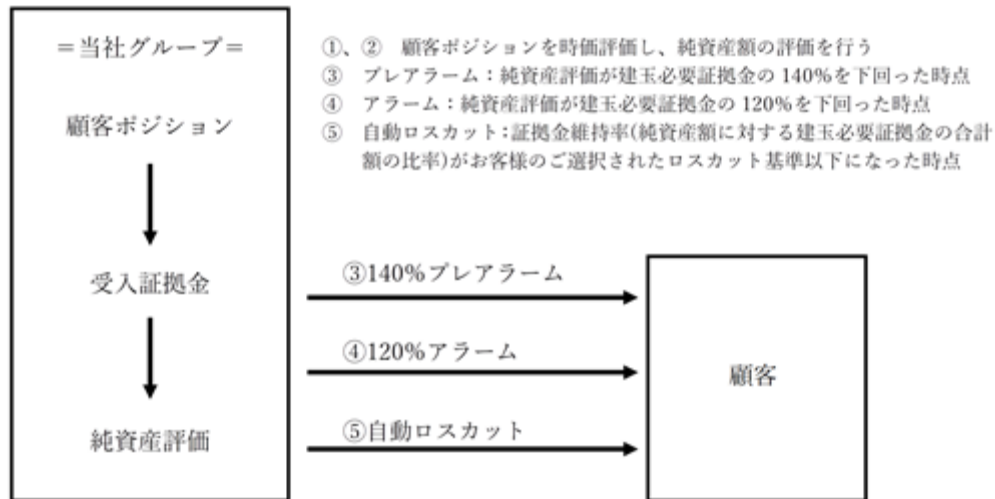 ＝当社グループ＝
顧客ポジション
受入証拠金
純資産評価
①、② 顧客ポジションを時価評価し、純資産額の評価を行う
③ プレアラーム：純資産評価が建玉必要証拠金の 140%を下回った時点
④ アラーム：純資産評価が建玉必要証拠金の 120%を下回った時点
⑤ 自動ロスカット：証拠金維持率(純資産額に対する建玉必要証拠金の合計
額の比率)がお客様のご選択されたロスカット基準以下になった時点
③140%プレアラーム
④120%アラーム
⑤自動ロスカット
顧客